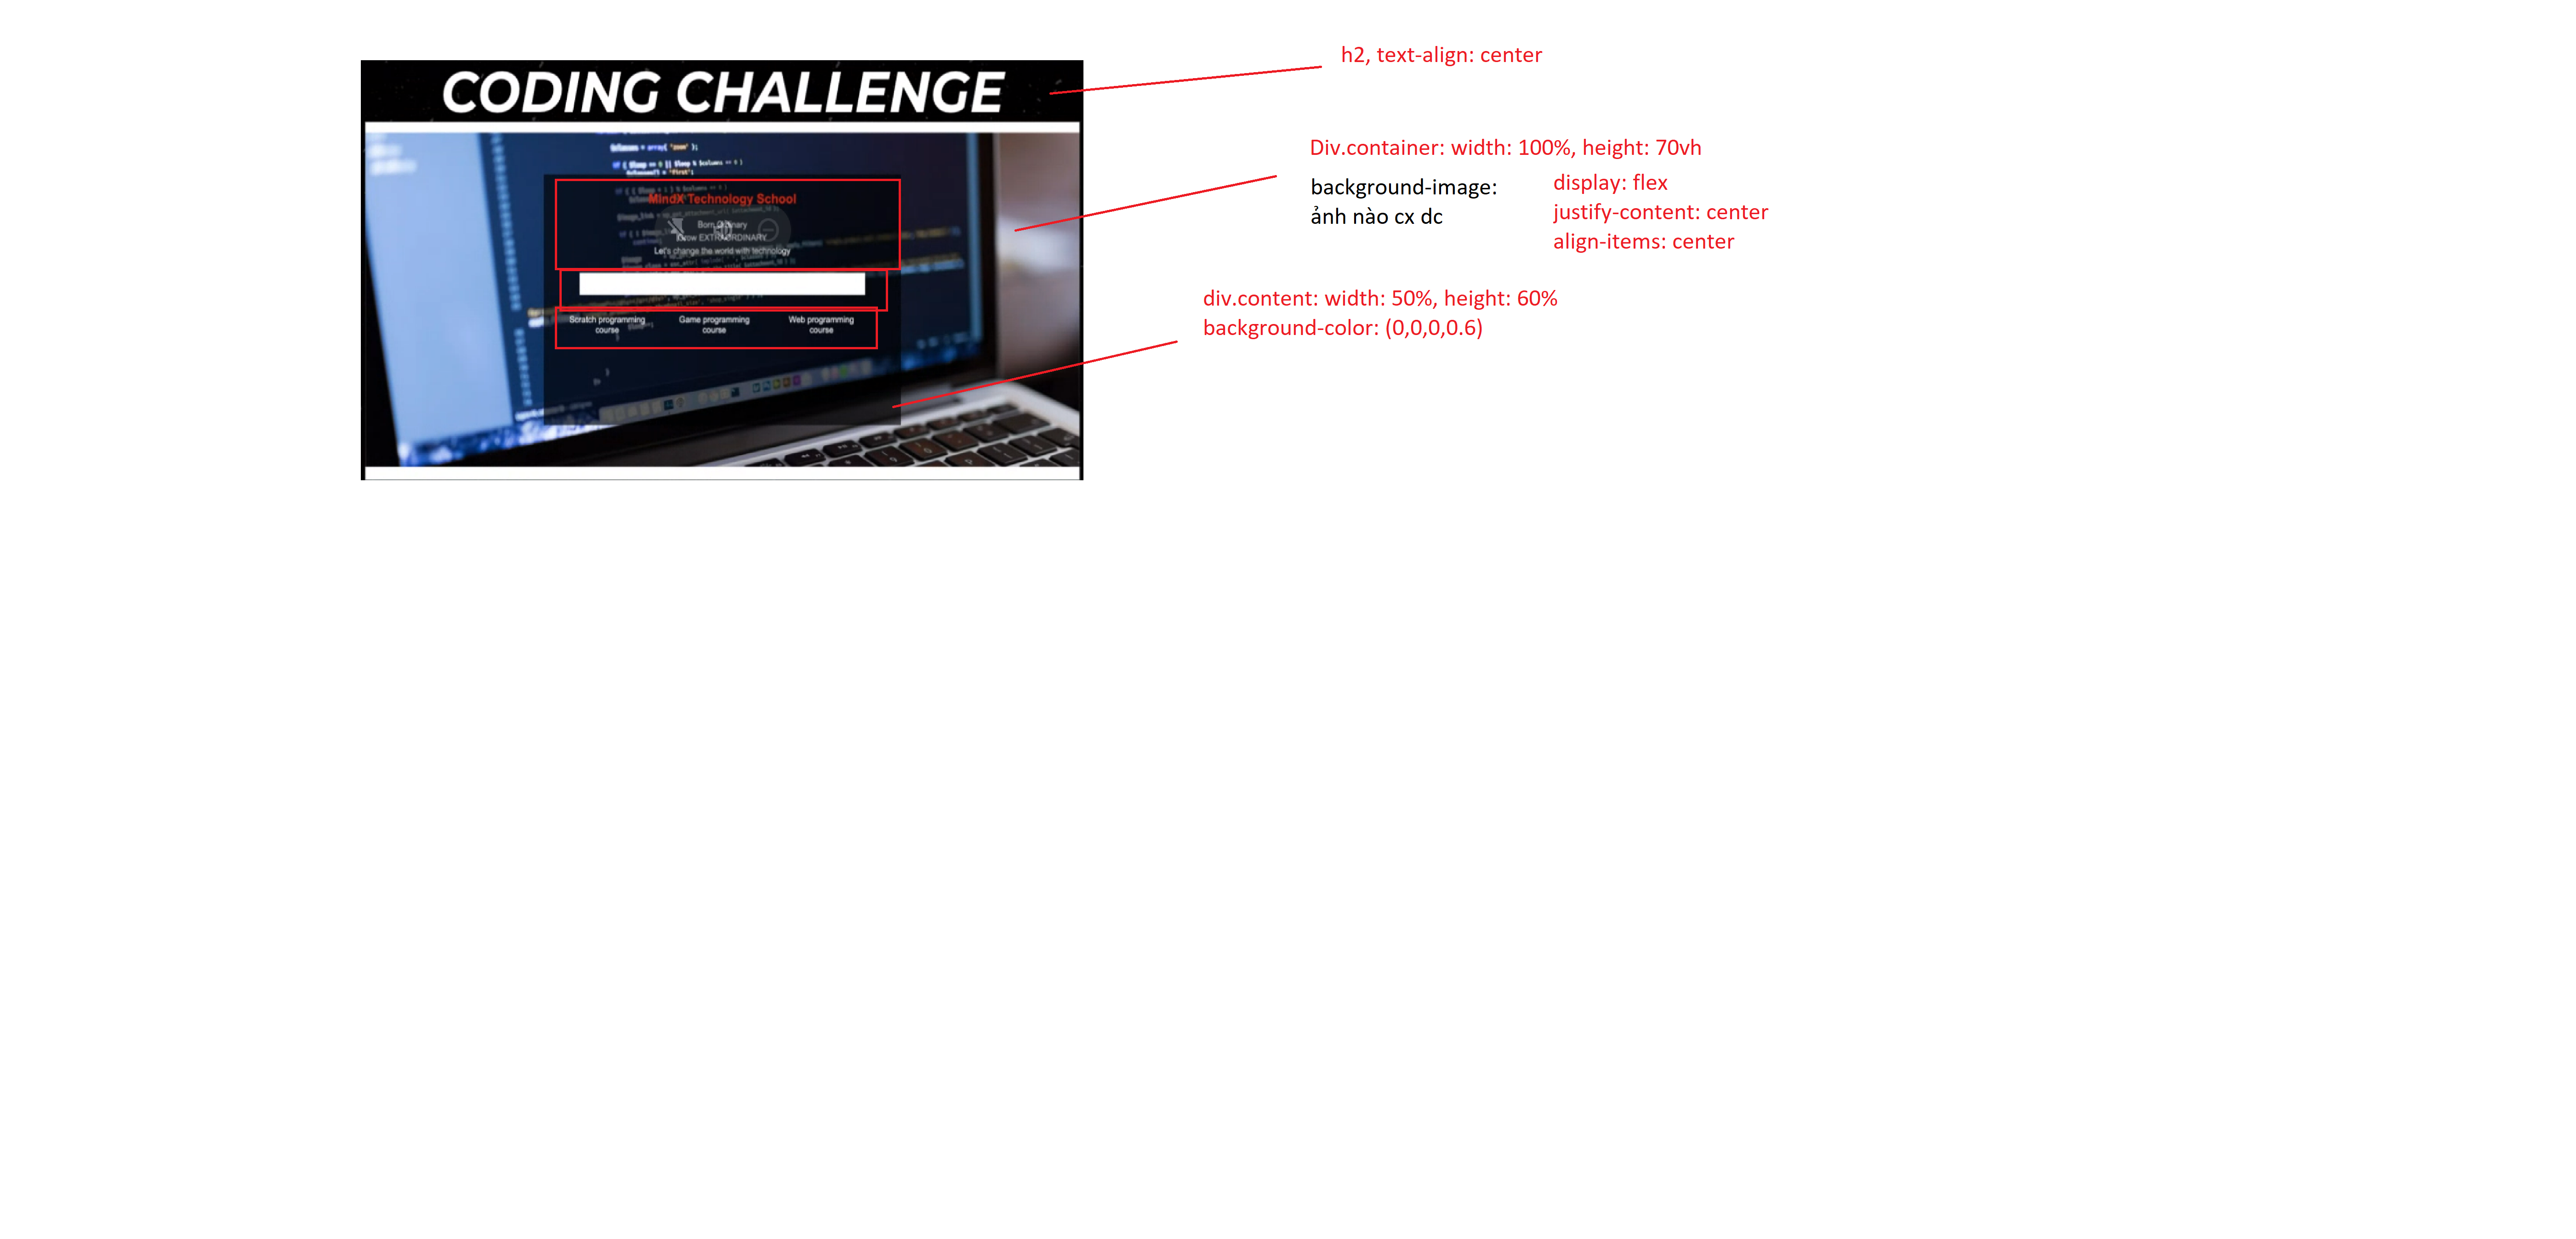 h2, text-align: center
CODING CHALLENGE
Div.container: width: 100%, height: 70vh
background-image:
ảnh nào cx dc
display: flex
justify-content: center
align-items: center
MindX Technology School
Born Ordinary
Grow EXTRAORDINARY
Let's change the world with technology
Scratch programming
course
Game programming
course
Web programming
course
div.content: width: 50%, height: 60%
background-color: (0,0,0,0.6)